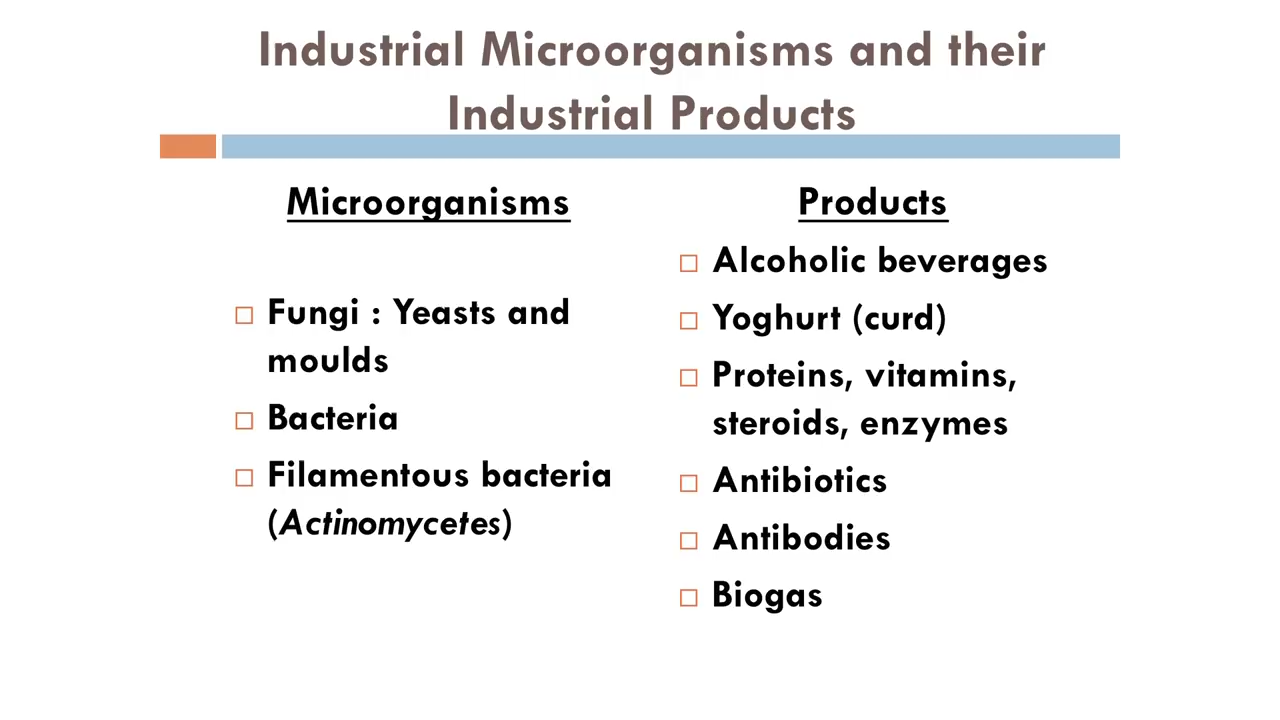 Industrial Microorganisms and their
Industrial Products
Microorganisms
Fungi : Yeasts and
moulds
Bacteria
Filamentous bacteria
(Actinomycetes)
Products
Alcoholic beverages
Yoghurt (curd)
Proteins, vitamins,
steroids, enzymes
Antibiotics
Antibodies
Biogas